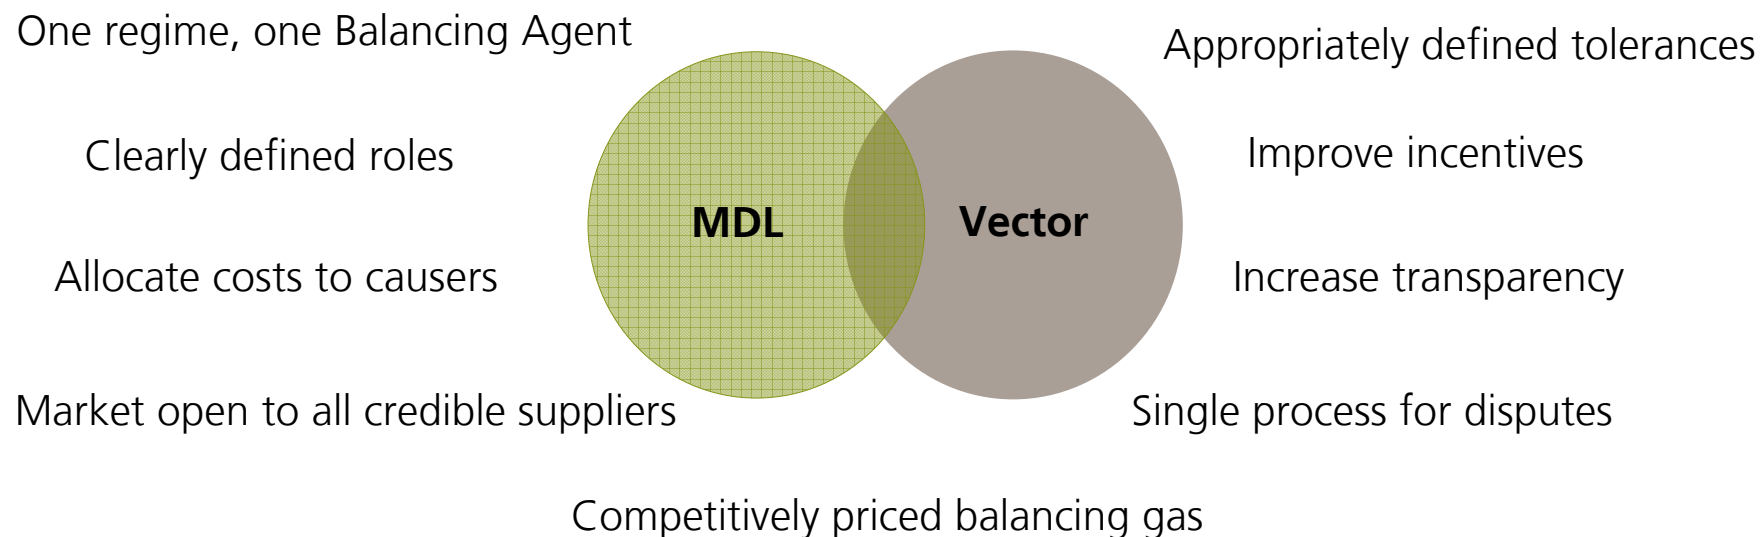 One regime, one Balancing Agent
Appropriately defined tolerances
Clearly defined roles
Improve incentives
MDL
Vector
Allocate costs to causers
Increase transparency
Market open to all credible suppliers
Single process for disputes
Competitively priced balancing gas